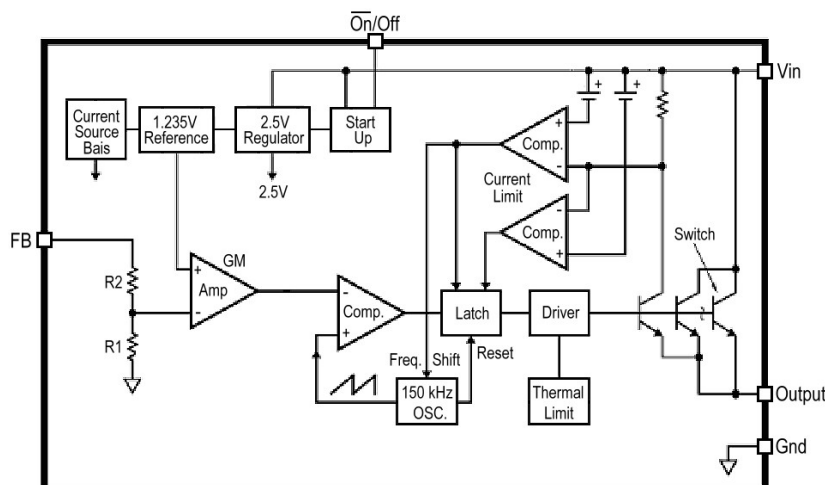 On/Off
Vin
Current
Source
Bais
1.235V
Reference
2.5V
Regulator
Start
Up
2.5V
+
+
+
Comp.
-
Current
Limit
-
Comp.
+
FB
R2
R1
GM
+
Amp
-
-
Comp.
+
Latch
Driver
Switch
Freq. Shift
Reset
150 kHz
OSC.
Thermal
Limit
Output
Gnd